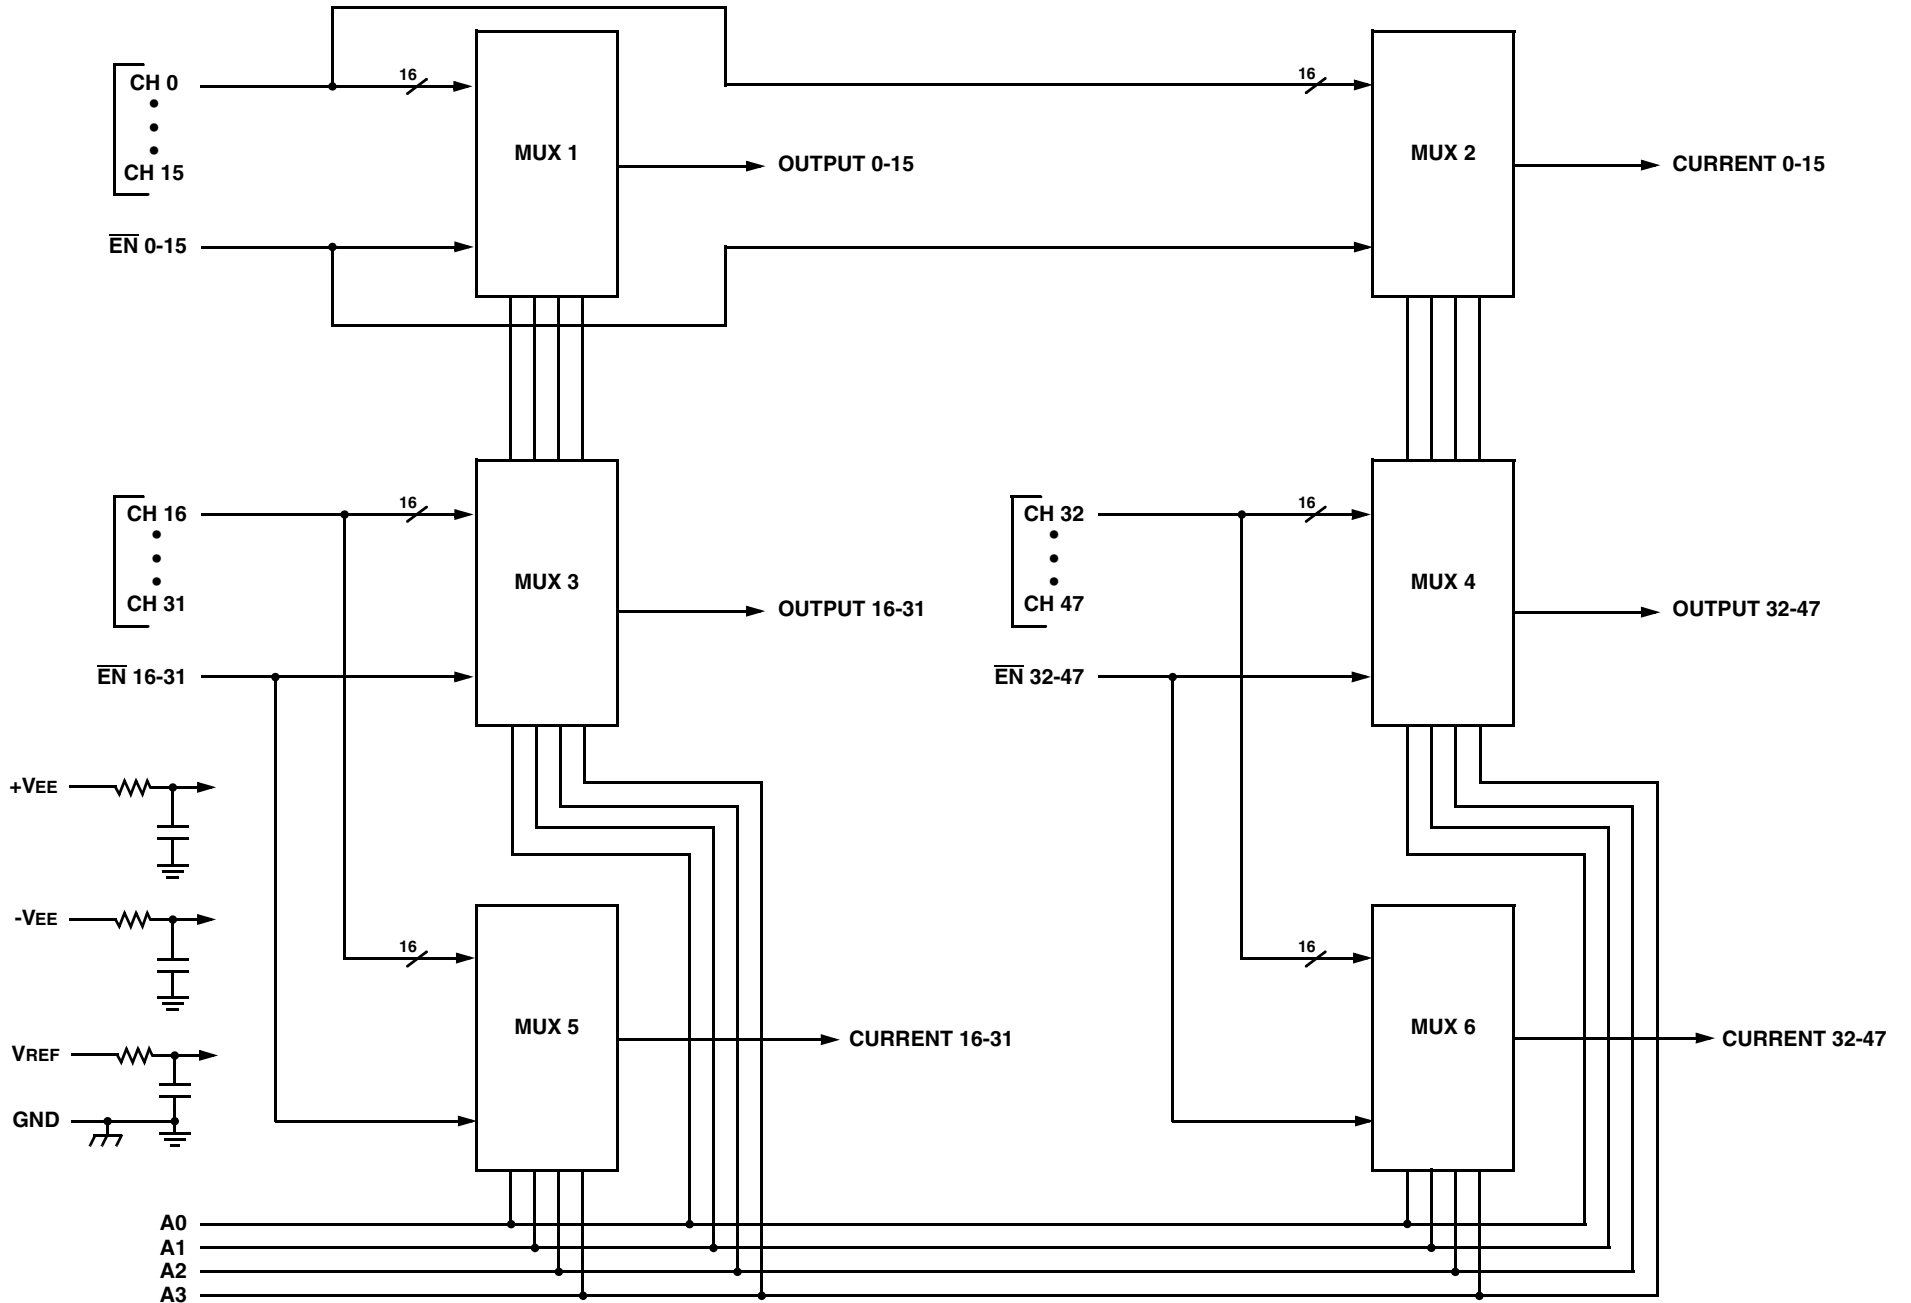 CH 0
CH 15
EN 0-15
16
MUX 1
OUTPUT 0-15
16
MUX 2
CURRENT 0-15
CH 16
CH 31
EN 16-31
16
MUX 3
OUTPUT 16-31
CH 32
CH 47
EN 32-47
16
MUX 4
OUTPUT 32-47
+VEE
-VEE
VREF
GND
16
MUX 5
CURRENT 16-31
16
MUX 6
CURRENT 32-47
A0
A1
A2
A3